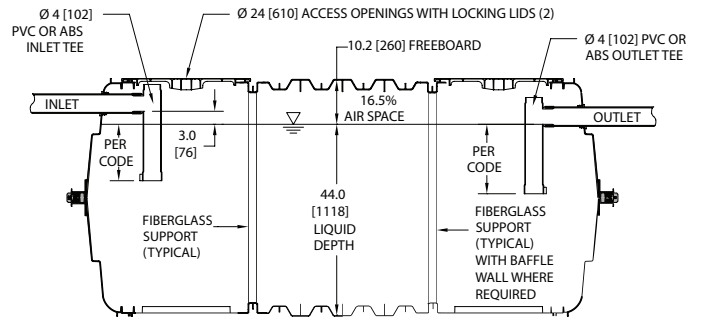 Ø 4 [102]
PVC OR ABS
INLET TEE
Ø 24 [610] ACCESS OPENINGS WITH LOCKING LIDS (2)
10.2 [260] FREEBOARD
Ø 4 [102] PVC OR
ABS OUTLET TEE
INLET
16.5%
AIR SPACE
OUTLET
3.0
[76]
PER
CODE
PER
CODE
44.0
[1118]
LIQUID
DEPTH
FIBERGLASS
SUPPORT
(TYPICAL)
FIBERGLASS
SUPPORT
(TYPICAL)
WITH BAFFLE
WALL WHERE
REQUIRED